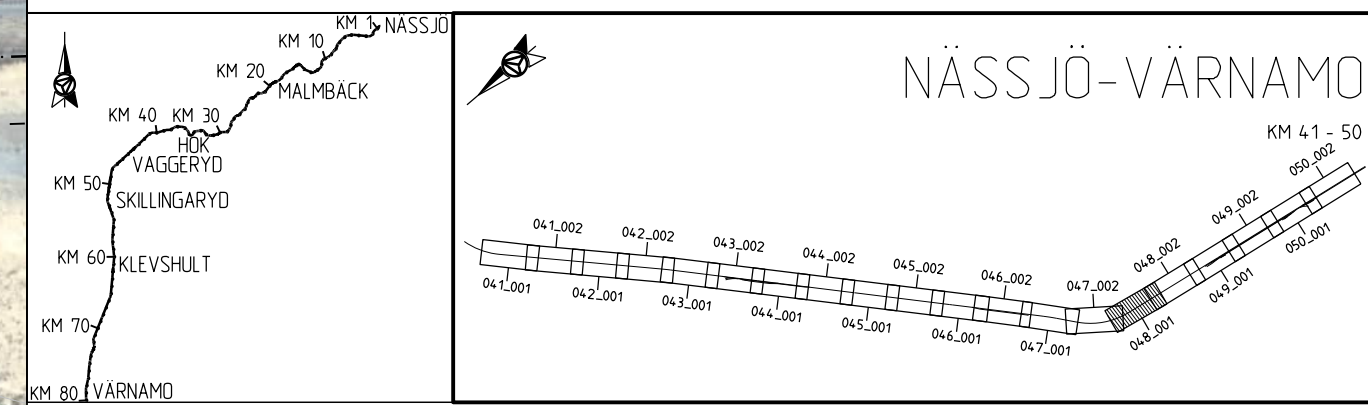 KM 1 NÄSSJÖ
KM 10
KM 20
MALMBÄCK
KM 40 KM 30
HOK
VAGGERYD
KM 50
SKILLINGARYD
KM 60 KLEVSHULT
KM 70
KM 80 VÄRNAMO
NÄSSJÖ-VÄRNAMO
KM 41 - 50
041_002
042_002
043_002
044_002
045_002
046_002
047_002
048_002
049_002
050_002
041_001
042_001
043_001
044_001
045_001
046_001
047_001
048_001
049_001
050_001